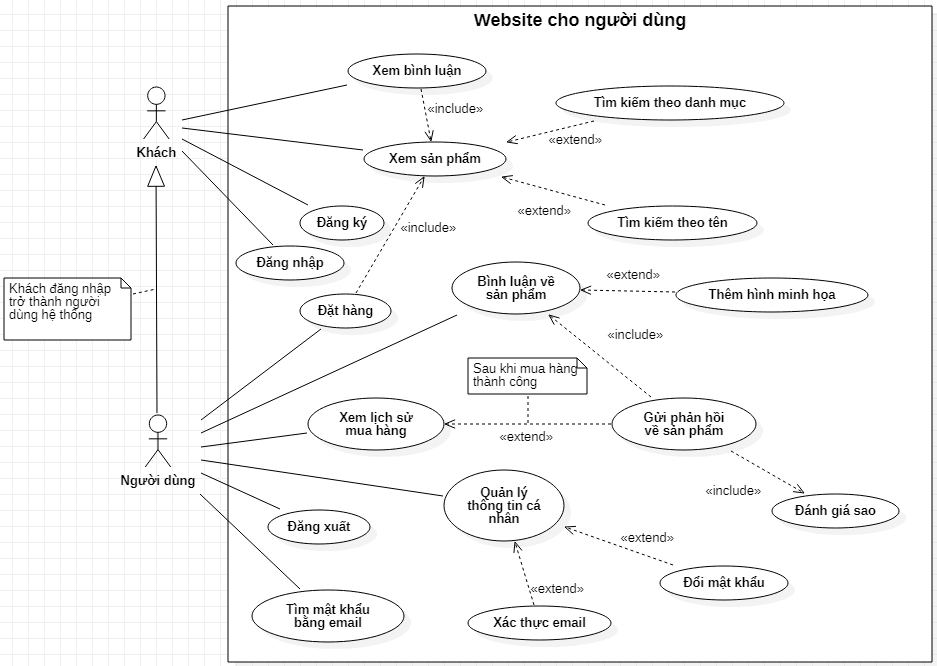 Website cho người dùng
Xem bình luận
«include»
Tìm kiếm theo danh mục
«extend»
Khách
Xem sản phẩm
Đăng ký
«include»
«extend»
Tìm kiếm theo tên
Đăng nhập
Khách đăng nhập
trở thành người
dùng hệ thống
Đặt hàng
Bình luận về
sản phẩm
«extend»
Thêm hình minh họa
«include»
Sau khi mua hàng
thành công
Xem lịch sử
mua hàng
«extend»
Gửi phản hồi
về sản phẩm
Người dùng
Quản lý
thông tin cá
nhân
«include»
Đánh giá sao
Đăng xuất
«extend»
Đổi mật khẩu
«extend»
Tìm mật khẩu
bằng email
Xác thực email